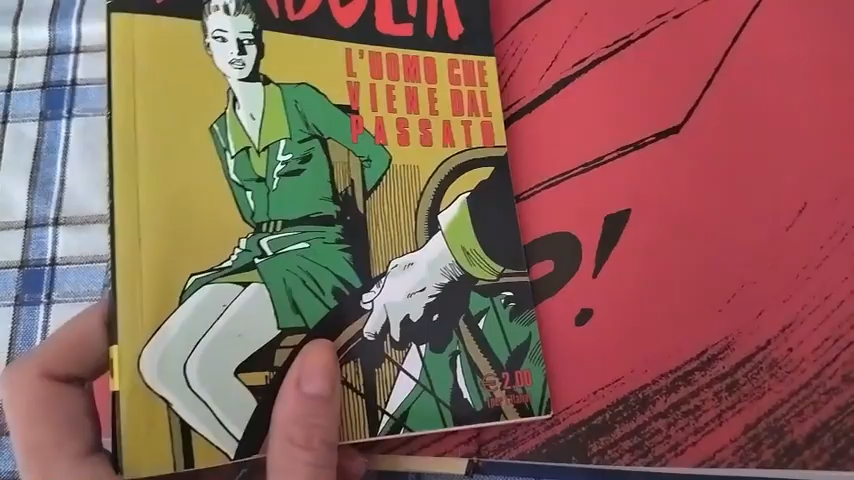 L'UOMO CHE
VIENE DAL
PASSATO
?!
2.00